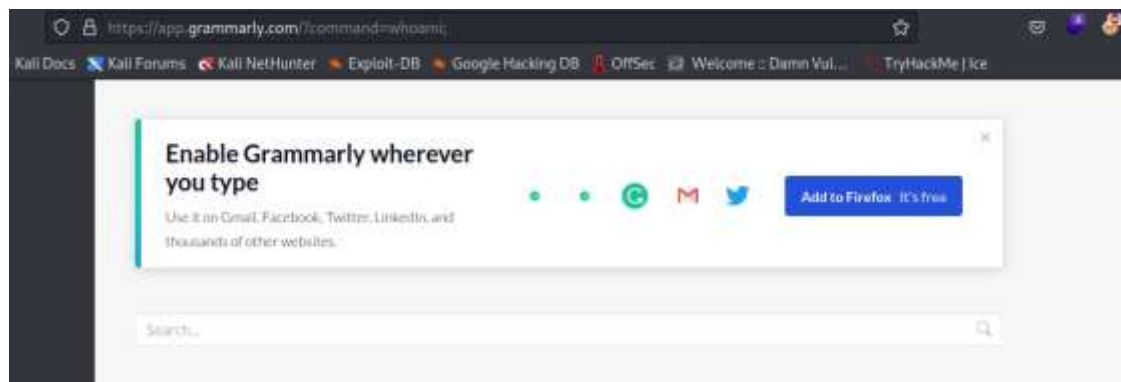 https://app.grammarly.com/?command=whoami;
Kali Docs Kali Forums Kali NetHunter Exploit-DB Google Hacking DB OffSec Welcome :: Damn Vul... TryHackMe | Ice
Enable Grammarly wherever
you type
Use it on Gmail, Facebook, Twitter, LinkedIn, and
thousands of other websites.
Add to Firefox It's free
Search...